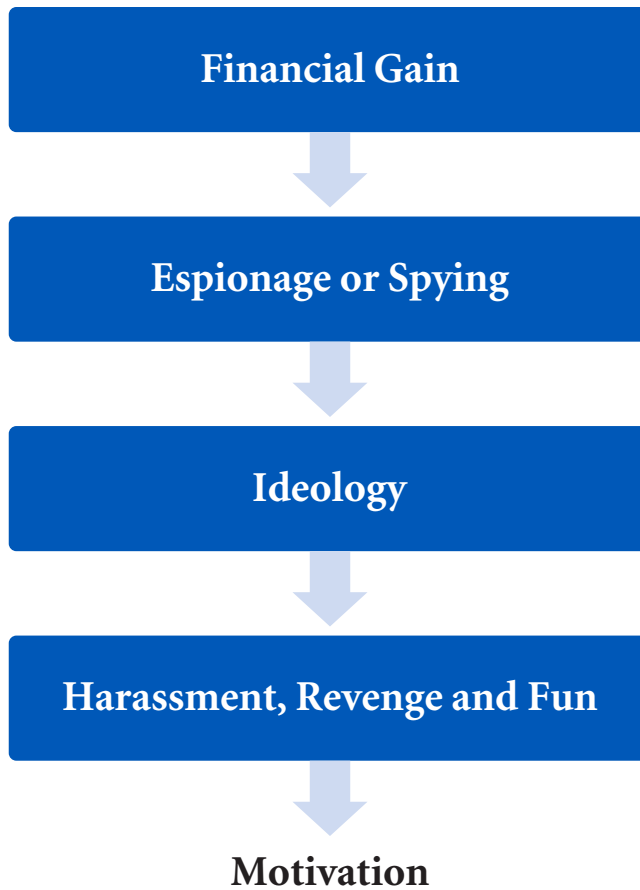 Financial Gain
Espionage or Spying
Ideology
Harassment, Revenge and Fun
Motivation